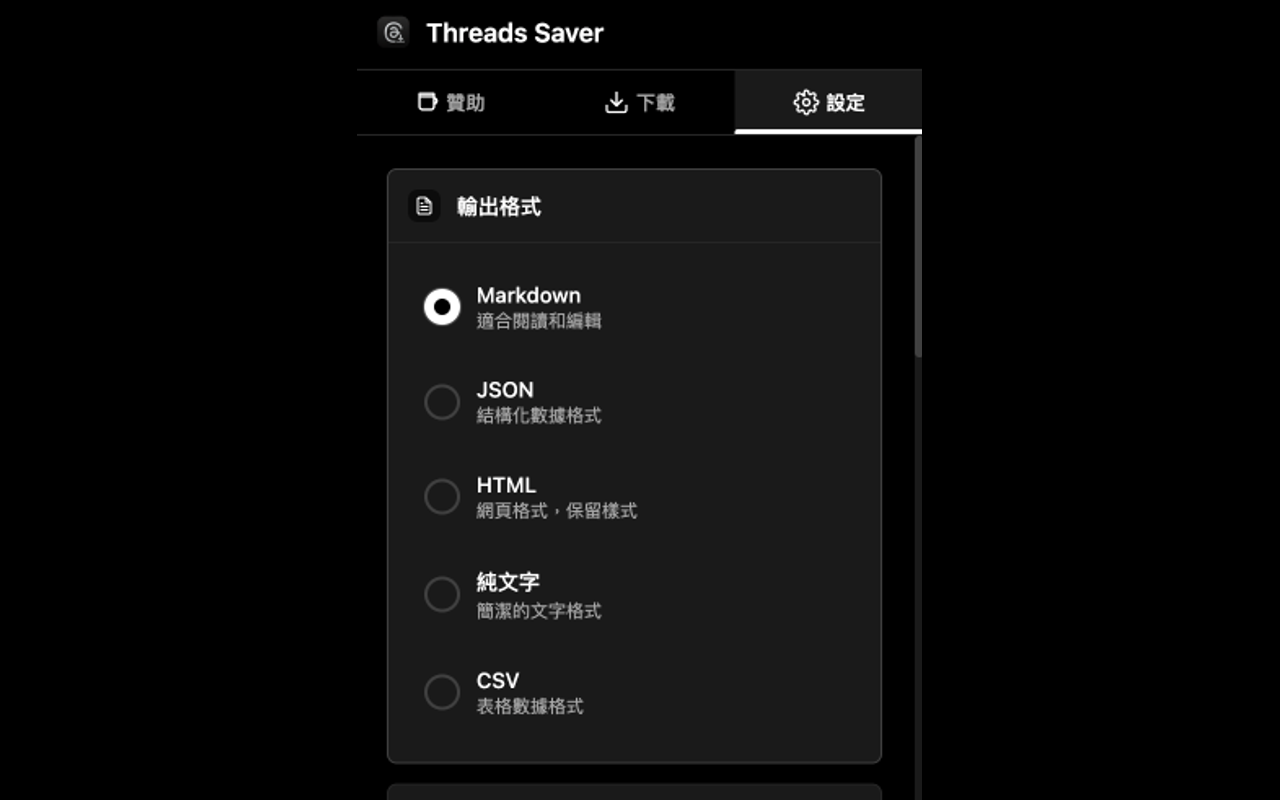 Threads Saver
贊助
下載
設定
輸出格式
Markdown
適合閱讀和編輯
JSON
結構化數據格式
HTML
網頁格式，保留樣式
純文字
簡潔的文字格式
CSV
表格數據格式